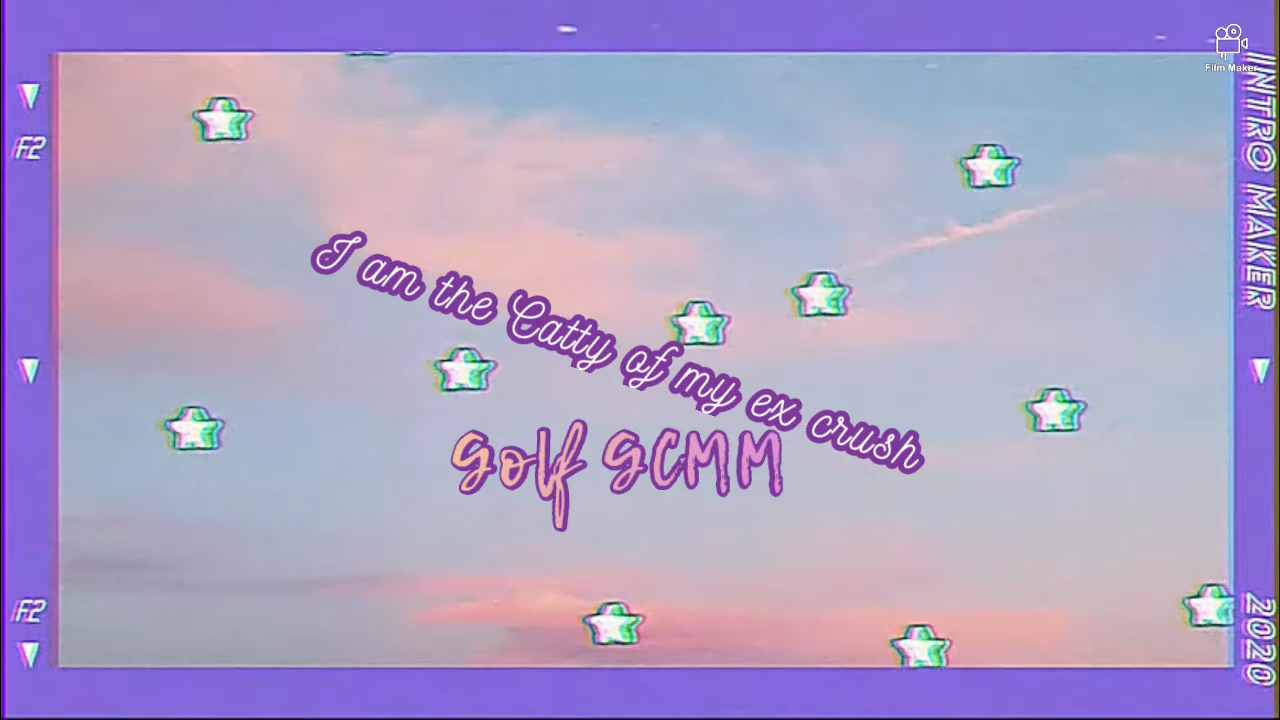 Film Maker
F2
INTRO MAKER
I am the Catty of my ex crush
Golf GCMM
F2
2020